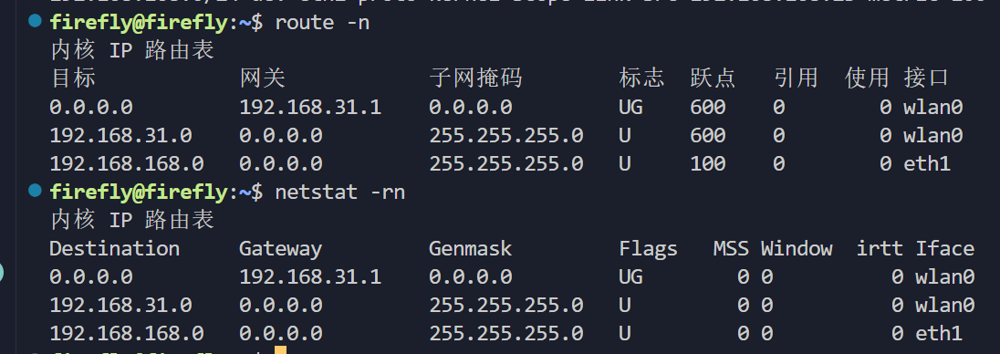 firefly@firefly:~$ route -n
内核 IP 路由表
目标 网关 子网掩码 标志 跃点 引用 使用 接口
0.0.0.0 192.168.31.1 0.0.0.0 UG 600 0 0 wlan0
192.168.31.0 0.0.0.0 255.255.255.0 U 600 0 0 wlan0
192.168.168.0 0.0.0.0 255.255.255.0 U 100 0 0 eth1
firefly@firefly:~$ netstat -rn
内核 IP 路由表
Destination Gateway Genmask Flags MSS Window irtt Iface
0.0.0.0 192.168.31.1 0.0.0.0 UG 0 0 0 wlan0
192.168.31.0 0.0.0.0 255.255.255.0 U 0 0 0 wlan0
192.168.168.0 0.0.0.0 255.255.255.0 U 0 0 0 eth1